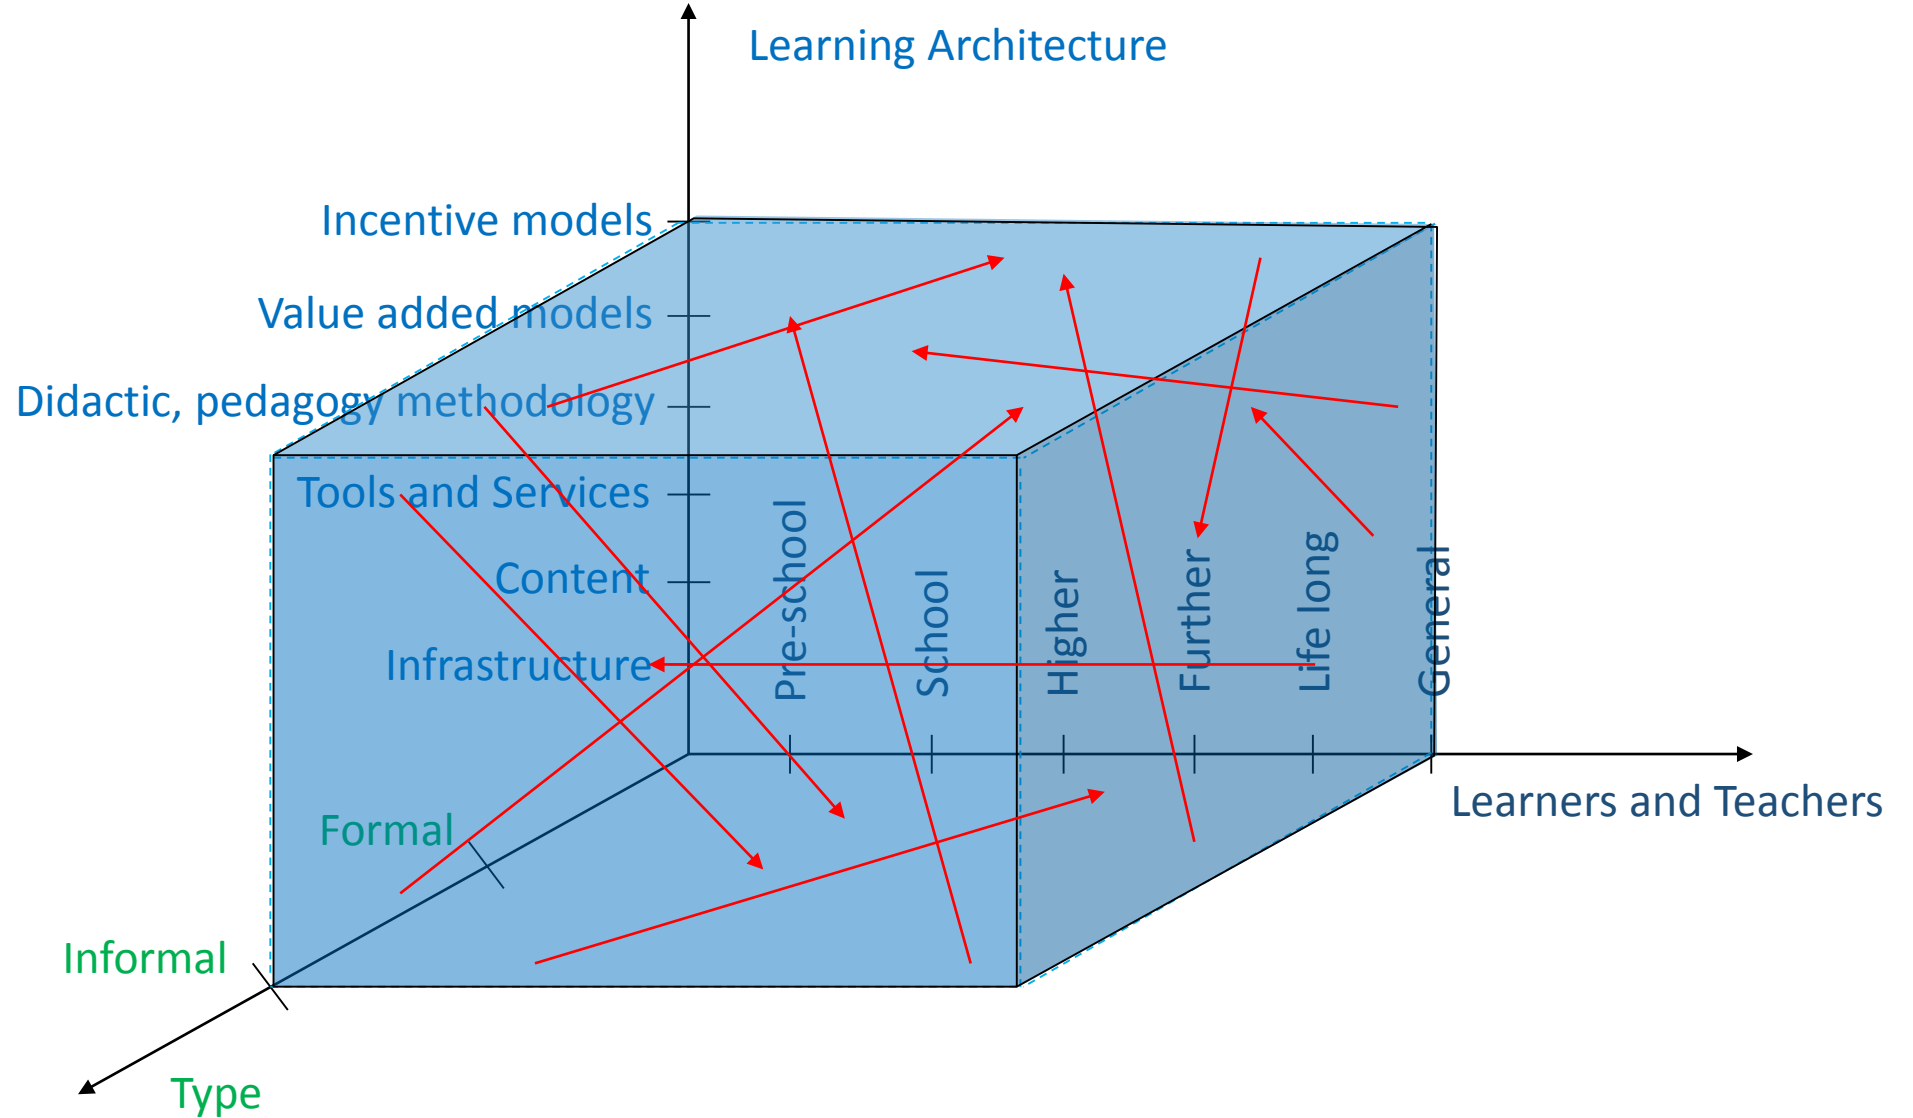 Learning Architecture
Incentive models
Value added models
Didactic, pedagogy methodology
Tools and Services
Content
Infrastructure
Pre-school
School
Higher
Further
Life long
General
Learners and Teachers
Formal
Informal
Type